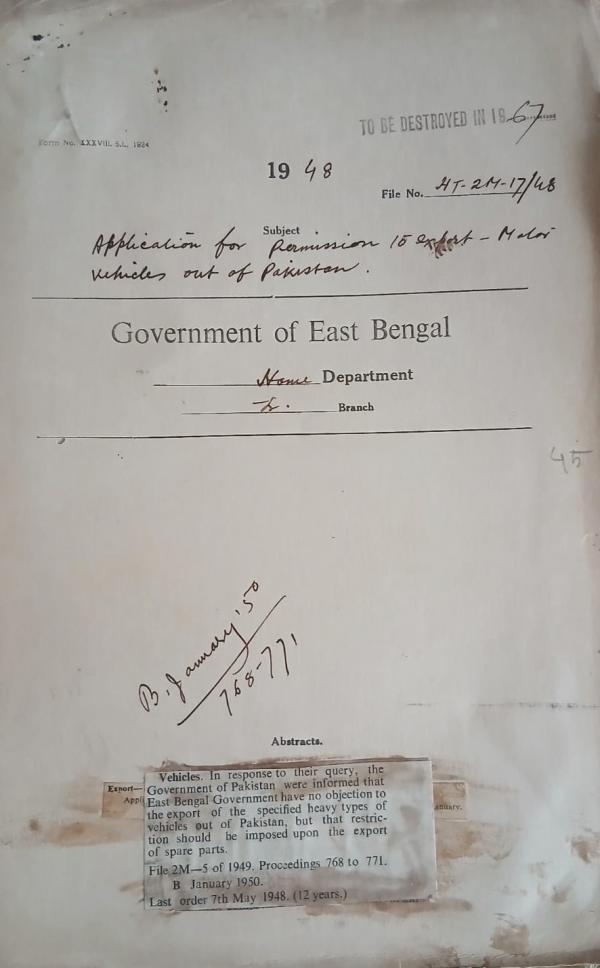 TO BE DESTROYED IN 1967
Form No. LXXVIII, S.L. 1924
1948
File No. HT-2M-17/48
Subject
Application for Permission to export - Motor
vehicles out of Pakistan.
Government of East Bengal
Home Department
Branch
45
B. January '50
768-771
Abstracts.
Export—
Appl
anuary.
Vehicles. In response to their query, the
Government of Pakistan were informed that
East Bengal Government have no objection to
the export of the specified heavy types of
vehicles out of Pakistan, but that restric-
tion should be imposed upon the export
of spare parts.
File 2M—5 of 1949. Proceedings 768 to 771.
B January 1950.
Last order 7th May 1948. (12 years.)